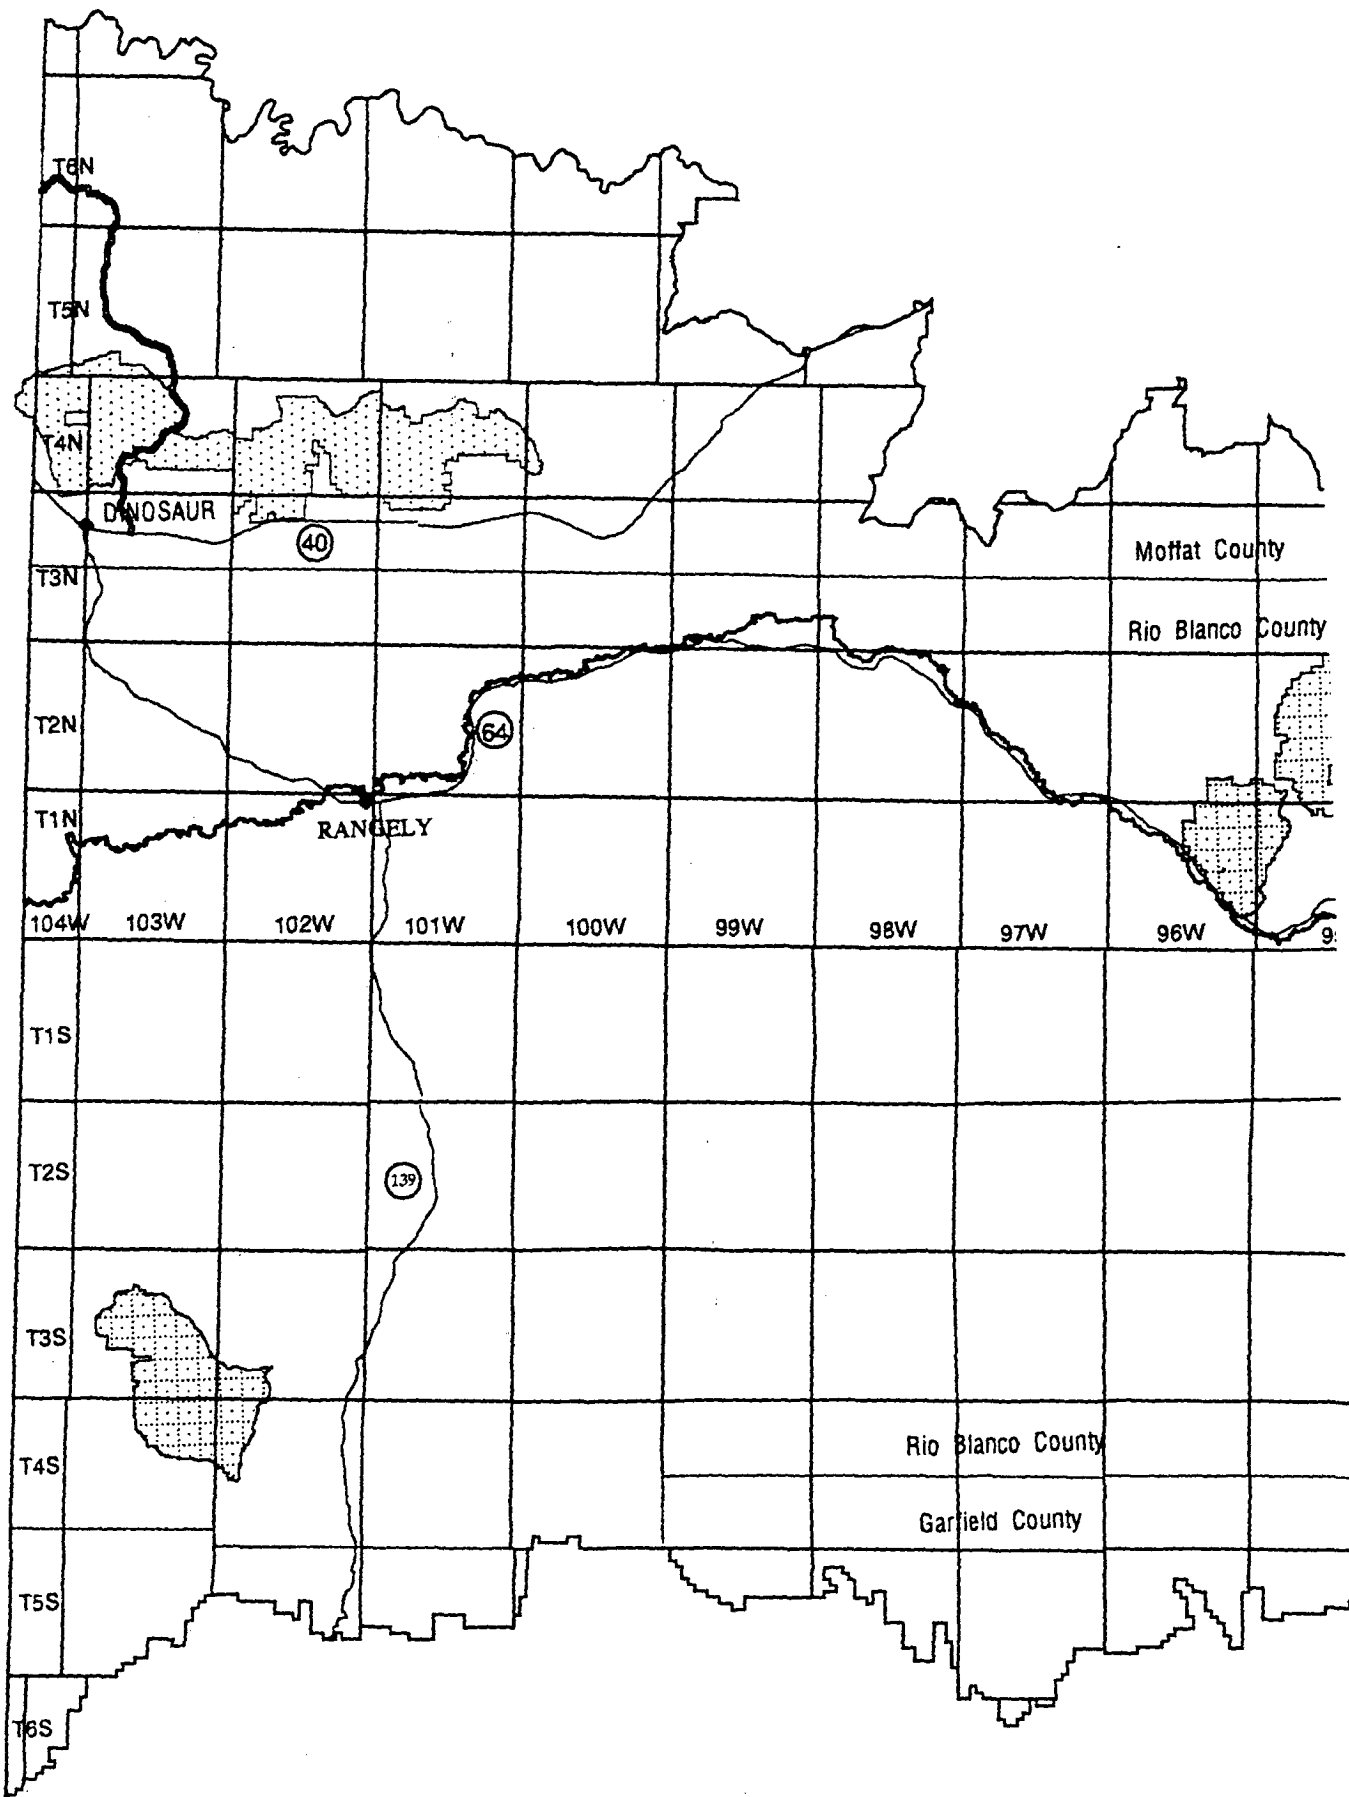 T6N
T5N
T4N
DINOSAUR
40
Moffat County
T3N
Rio Blanco County
T2N
64
T1N
RANGELY
104W 103W 102W 101W 100W 99W 98W 97W 96W
T1S
T2S
139
T3S
Rio Blanco County
T4S
Garfield County
T5S
T6S